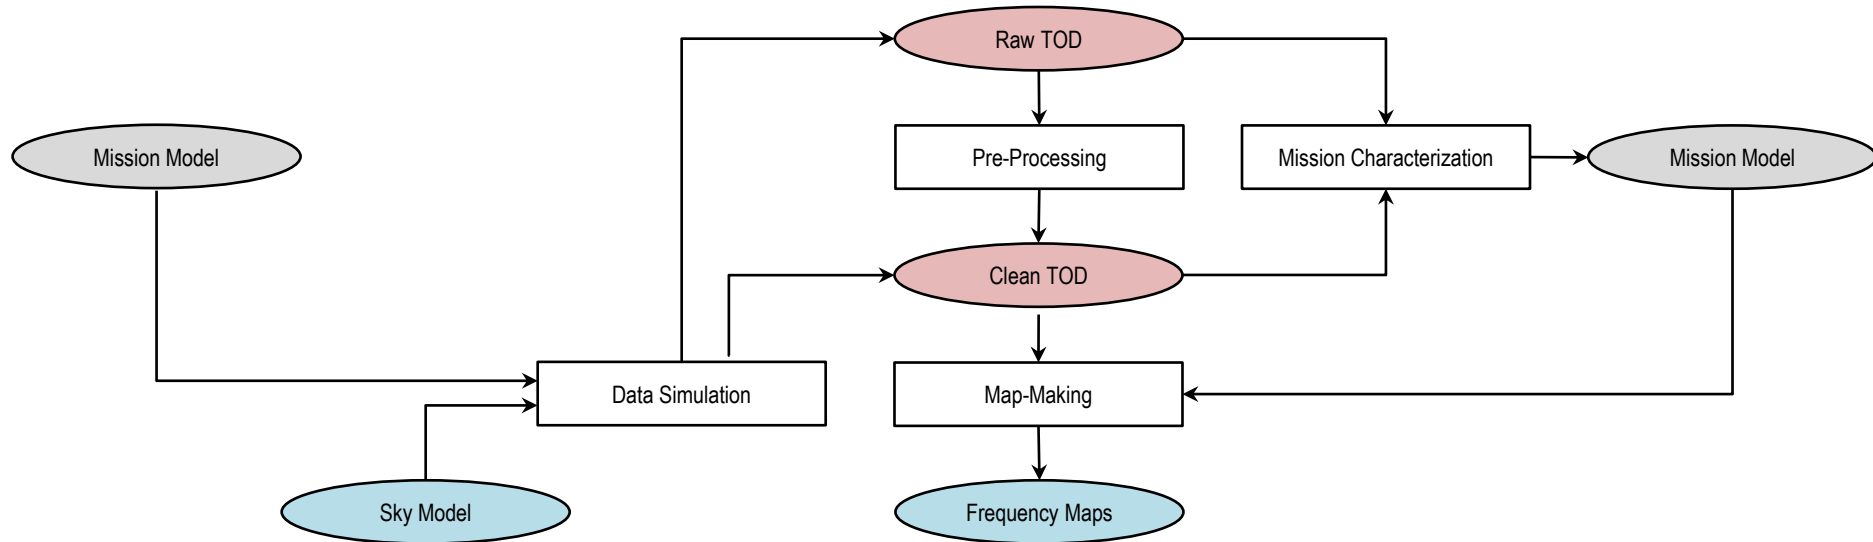 Raw TOD
Mission Model
Pre-Processing
Mission Characterization
Mission Model
Clean TOD
Data Simulation
Map-Making
Sky Model
Frequency Maps